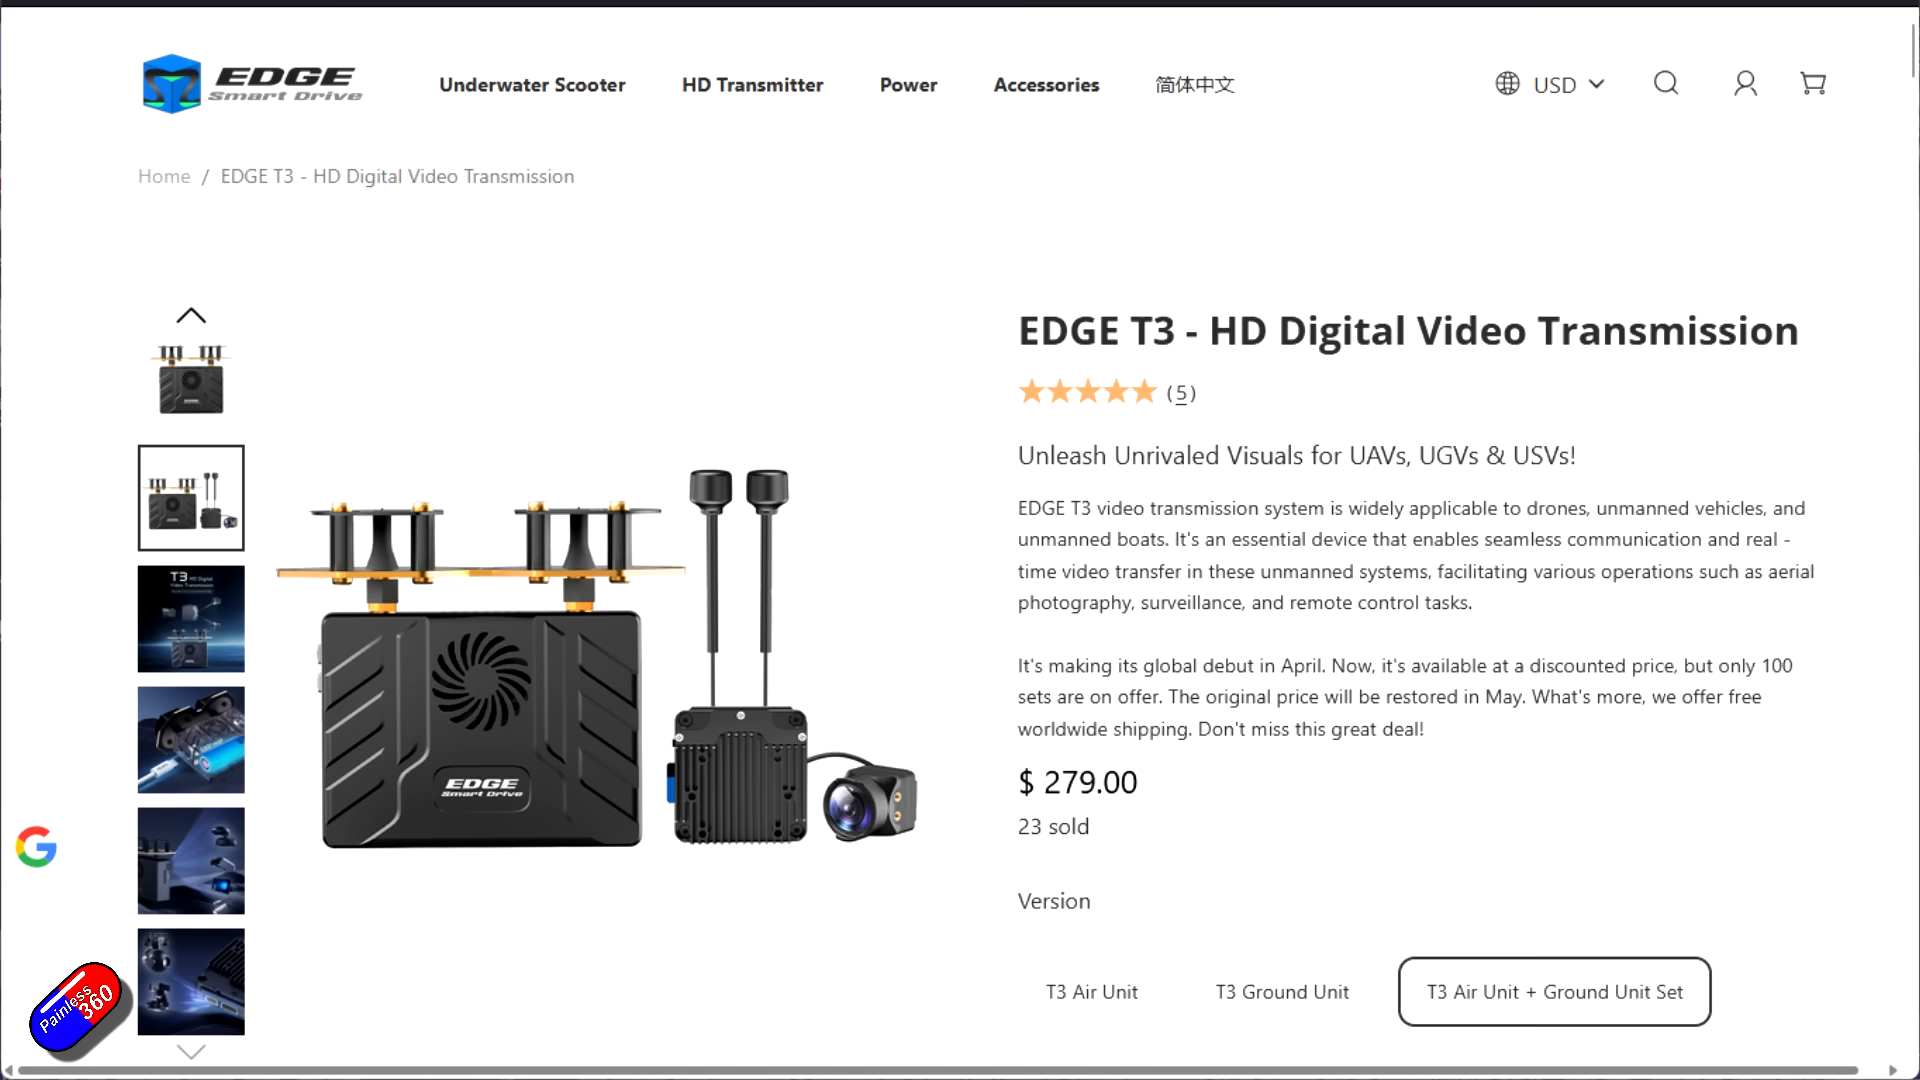 EDGE
Smart Drive
Underwater Scooter
HD Transmitter
Power
Accessories
简体中文
USD
Home / EDGE T3 - HD Digital Video Transmission
EDGE T3 - HD Digital Video Transmission
(5)
Unleash Unrivaled Visuals for UAVs, UGVs & USVs!
EDGE T3 video transmission system is widely applicable to drones, unmanned vehicles, and
unmanned boats. It's an essential device that enables seamless communication and real -
time video transfer in these unmanned systems, facilitating various operations such as aerial
photography, surveillance, and remote control tasks.
It's making its global debut in April. Now, it's available at a discounted price, but only 100
sets are on offer. The original price will be restored in May. What's more, we offer free
worldwide shipping. Don't miss this great deal!
$ 279.00
23 sold
Version
T3 Air Unit
T3 Ground Unit
T3 Air Unit + Ground Unit Set
EDGE
Smart Drive
T3 HD Digital
Video Transmission
Painless
360